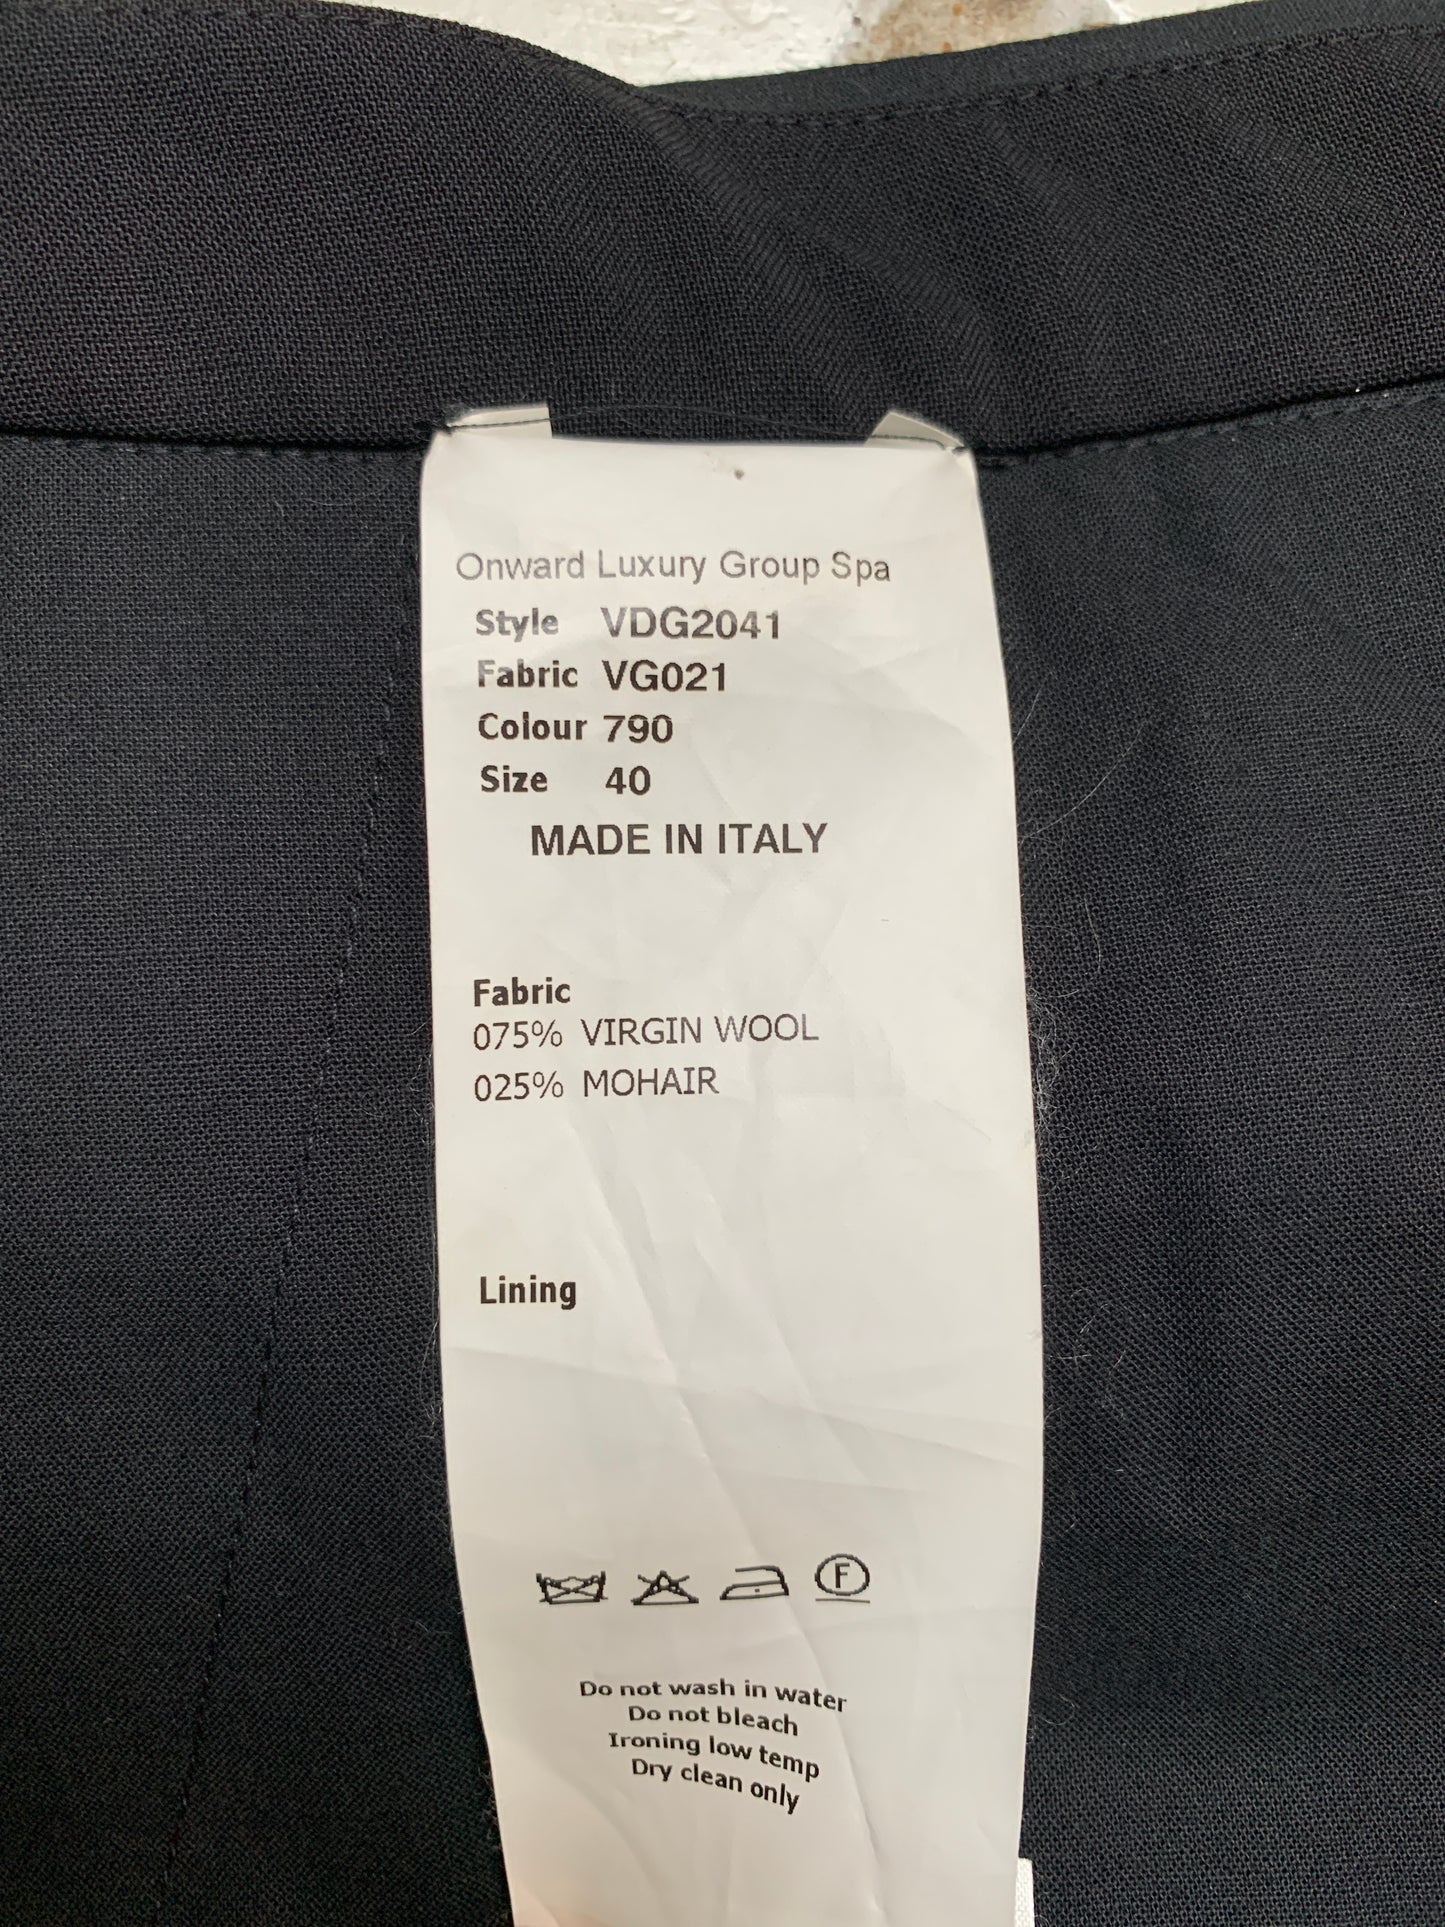 Onward Luxury Group Spa
Style VDG2041
Fabric VG021
Colour 790
Size 40
MADE IN ITALY
Fabric
075% VIRGIN WOOL
025% MOHAIR
Lining
F
Do not wash in water
Do not bleach
Ironing low temp
Dry clean only